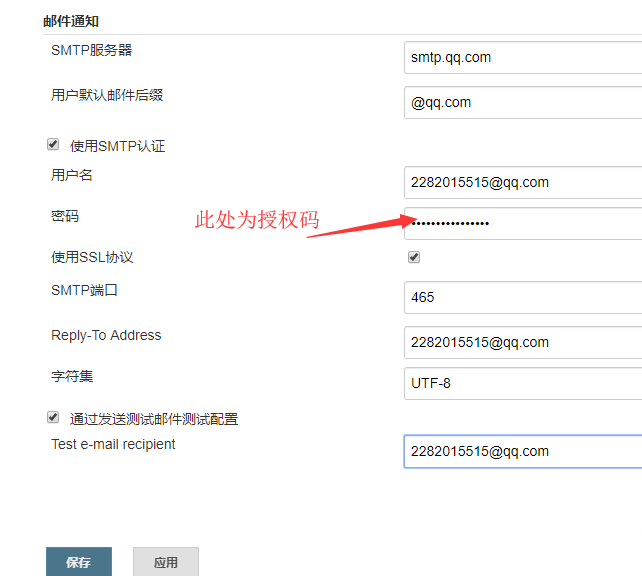 邮件通知
SMTP服务器 smtp.qq.com
用户默认邮件后缀 @qq.com
使用SMTP认证
用户名 2282015515@qq.com
密码 此处为授权码 ••••••••••••••••
使用SSL协议
SMTP端口 465
Reply-To Address 2282015515@qq.com
字符集 UTF-8
通过发送测试邮件测试配置
Test e-mail recipient 2282015515@qq.com
保存 应用